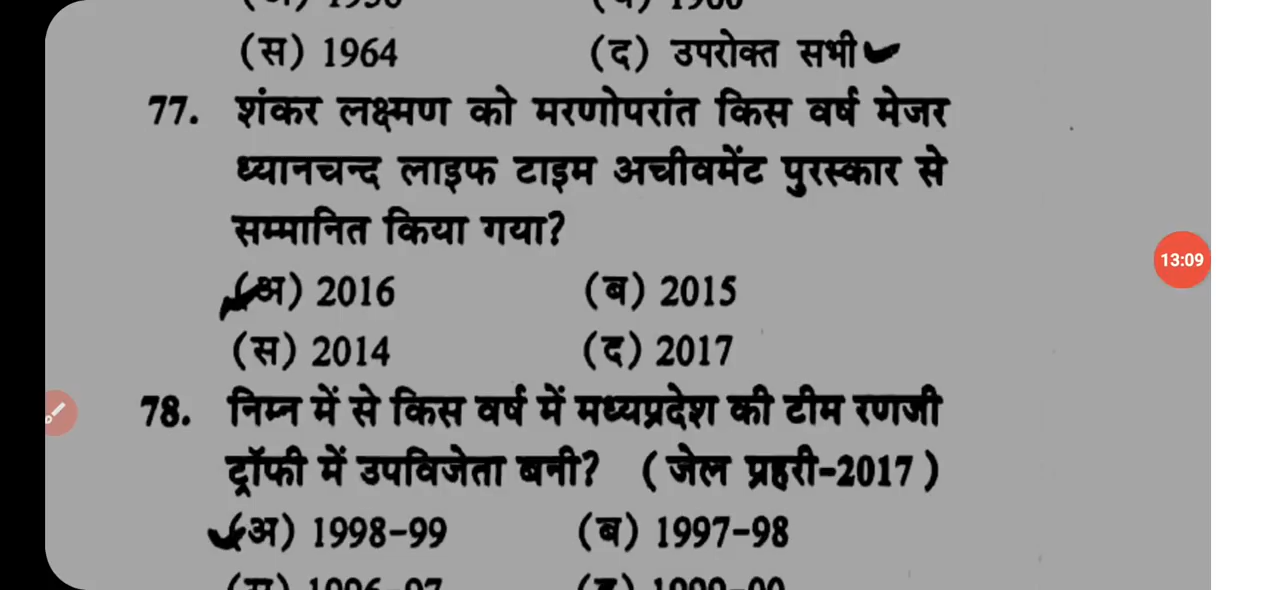 (स) 1964 (द) उपरोक्त सभी
77. शंकर लक्ष्मण को मरणोपरांत किस वर्ष मेजर
ध्यानचन्द लाइफ टाइम अचीवमेंट पुरस्कार से
सम्मानित किया गया?
(अ) 2016 (ब) 2015
(स) 2014 (द) 2017
13:09
78. निम्न में से किस वर्ष में मध्यप्रदेश की टीम रणजी
ट्रॉफी में उपविजेता बनी? (जेल प्रहरी-2017)
(अ) 1998-99 (ब) 1997-98